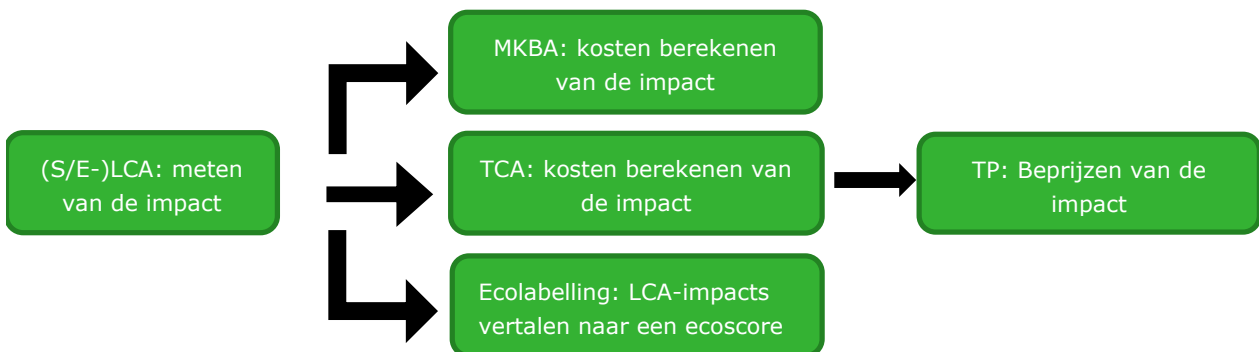 (S/E-)LCA: meten
van de impact
MKBA: kosten berekenen
van de impact
TCA: kosten berekenen van
de impact
Ecolabelling: LCA-impacts
vertalen naar een ecoscore
TP: Beprijzen van de
impact